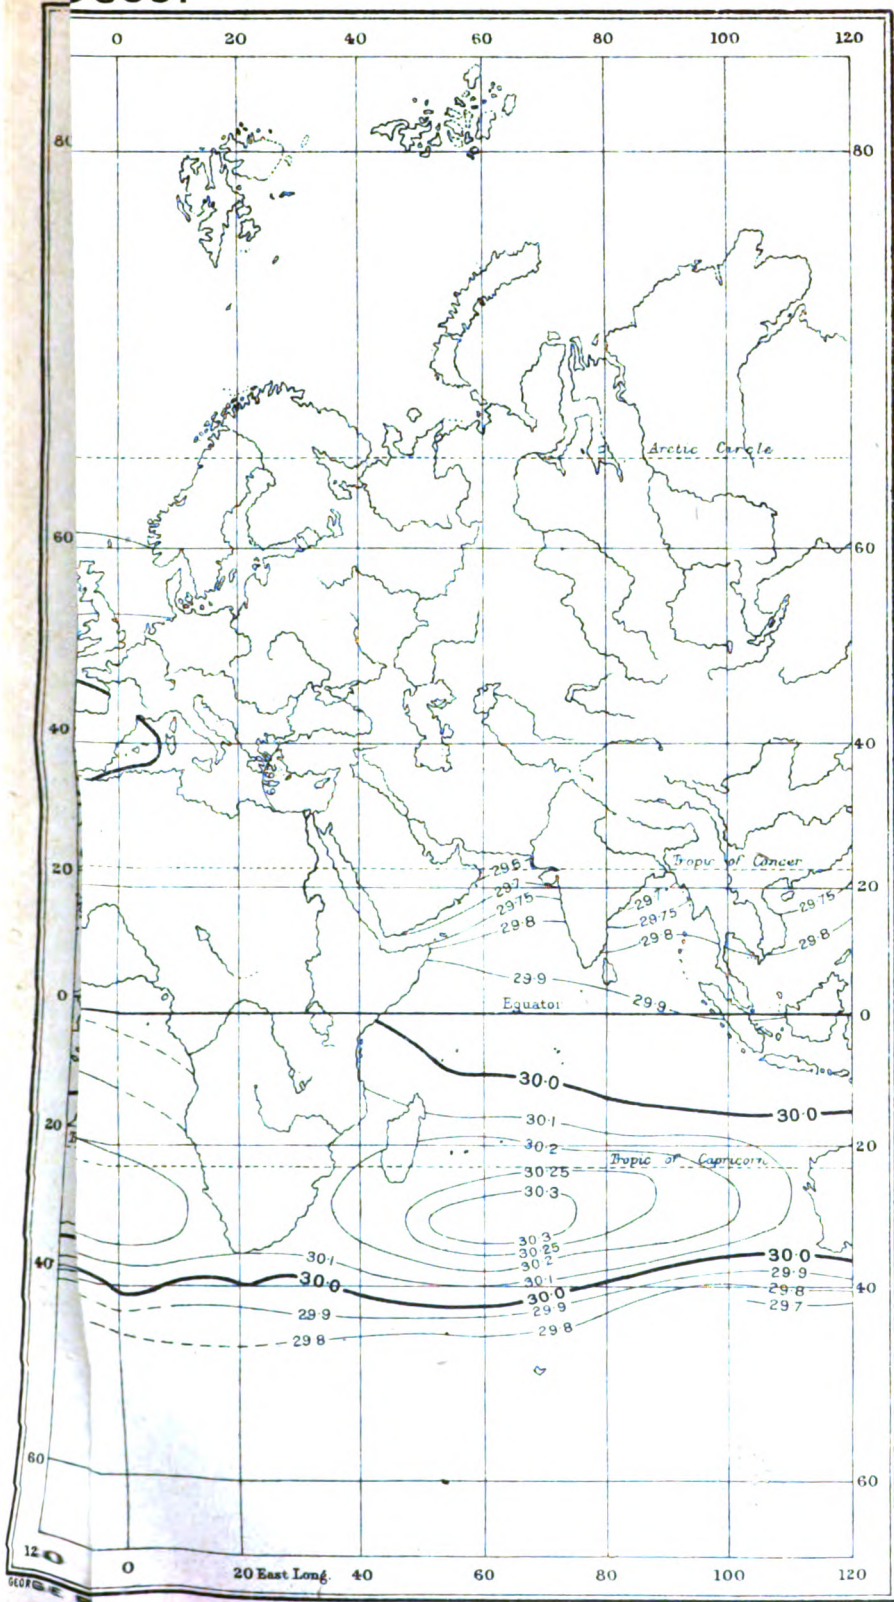 0 20 40 60 80 100 120
80 80
Arctic Circle
60 60
40 40
29.6
Tropic of Cancer
20 29.7 29.7 20
29.75 29.75 29.75
29.8 29.8 29.8
29.9
29.9
0 Equator 0
30.0
30.0
30.1
20 30.2 20
30.25 Tropic of Capricorn
30.3
30.3
30.25 30.0
30.1 30.2
40 30.0 30.1 29.9 40
30.0 29.8
29.9 29.9 29.7
29.8 29.8
60 60
0 20 East Long. 40 60 80 100 120